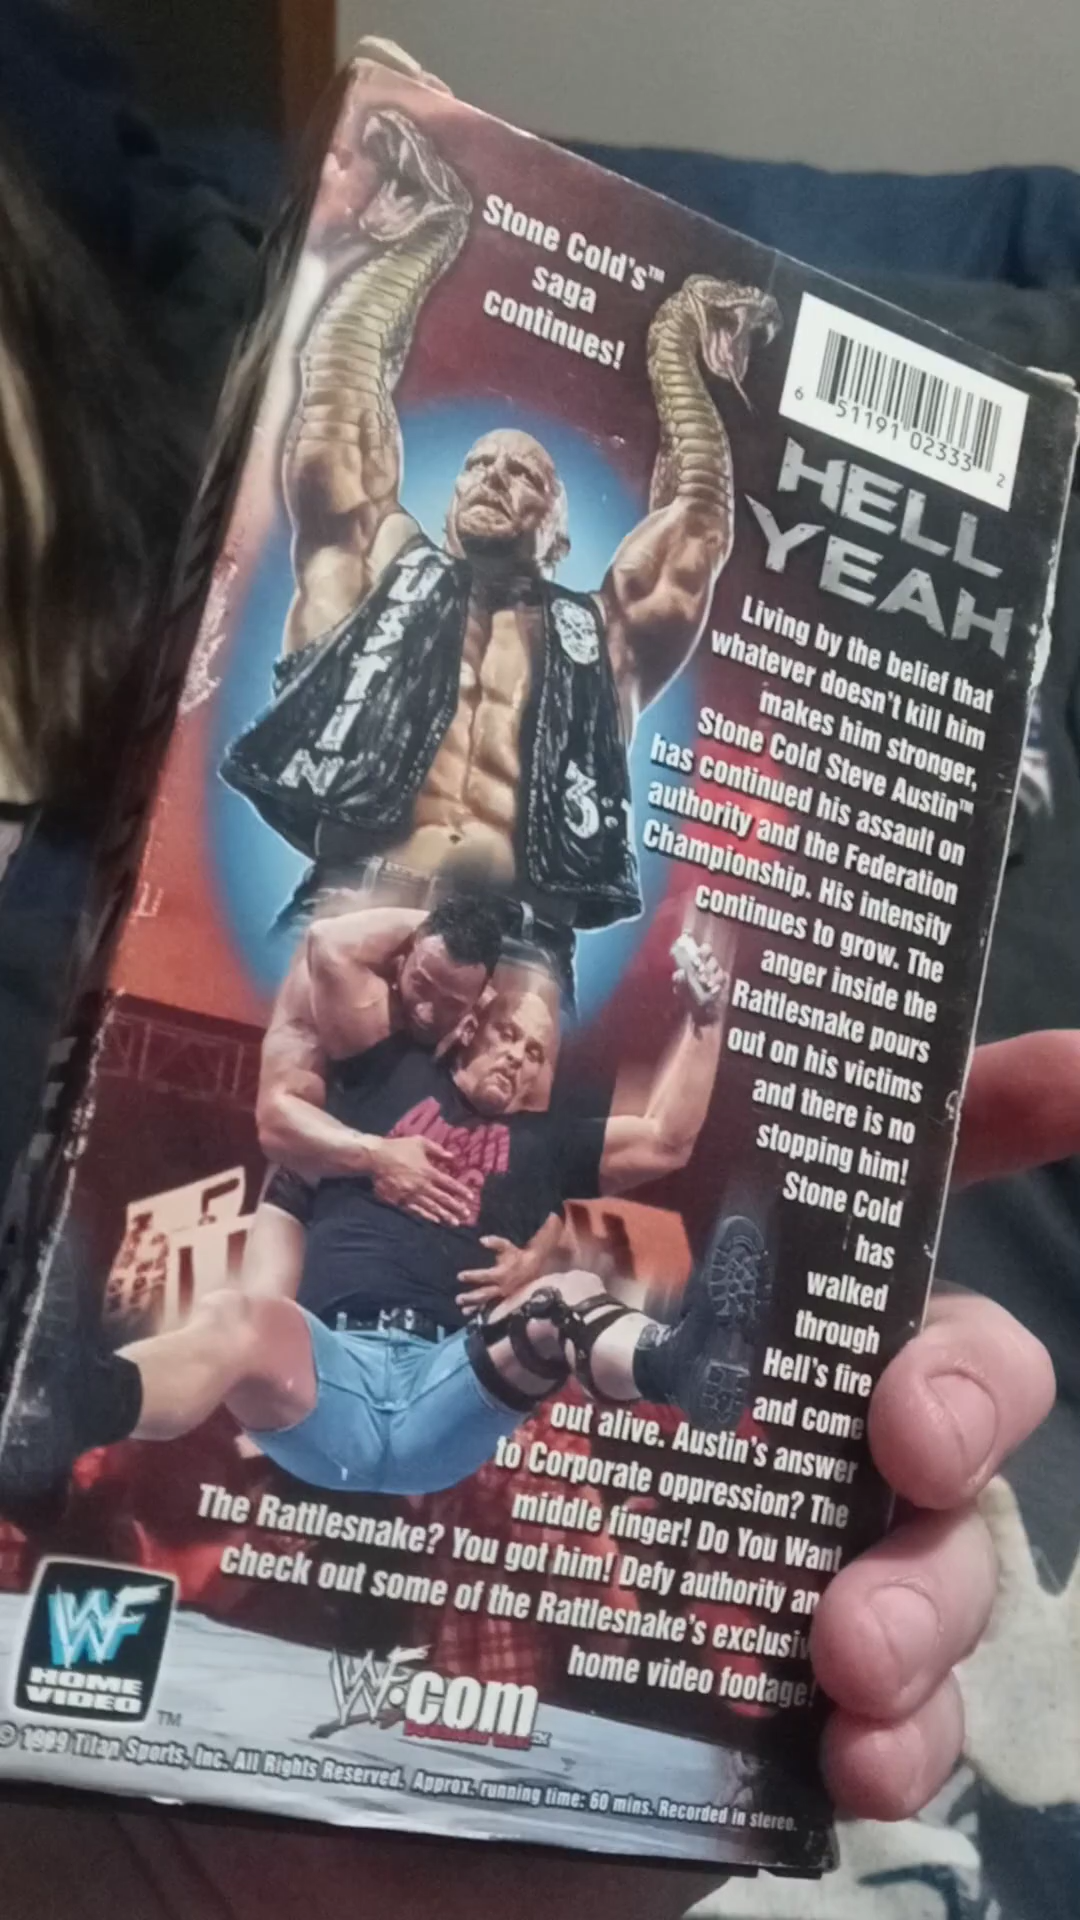 Stone Cold's™
saga
continues!
6 51191 02333 2
HELL
YEAH
AUSTIN
3:1
Living by the belief that
whatever doesn't kill him
makes him stronger,
Stone Cold Steve Austin™
has continued his assault on
authority and the Federation
Championship. His intensity
continues to grow. The
anger inside the
Rattlesnake pours
out on his victims
and there is no
stopping him!
Stone Cold
has
walked
through
Hell's fire
and come
out alive. Austin's answer
to Corporate oppression? The
middle finger! Do You Want
The Rattlesnake? You got him! Defy authority an
check out some of the Rattlesnake's exclusiv
home video footage!
WF
HOME
VIDEO
TM
WF.com
© 1999 Titan Sports, Inc. All Rights Reserved. Approx. running time: 60 mins. Recorded in stereo.